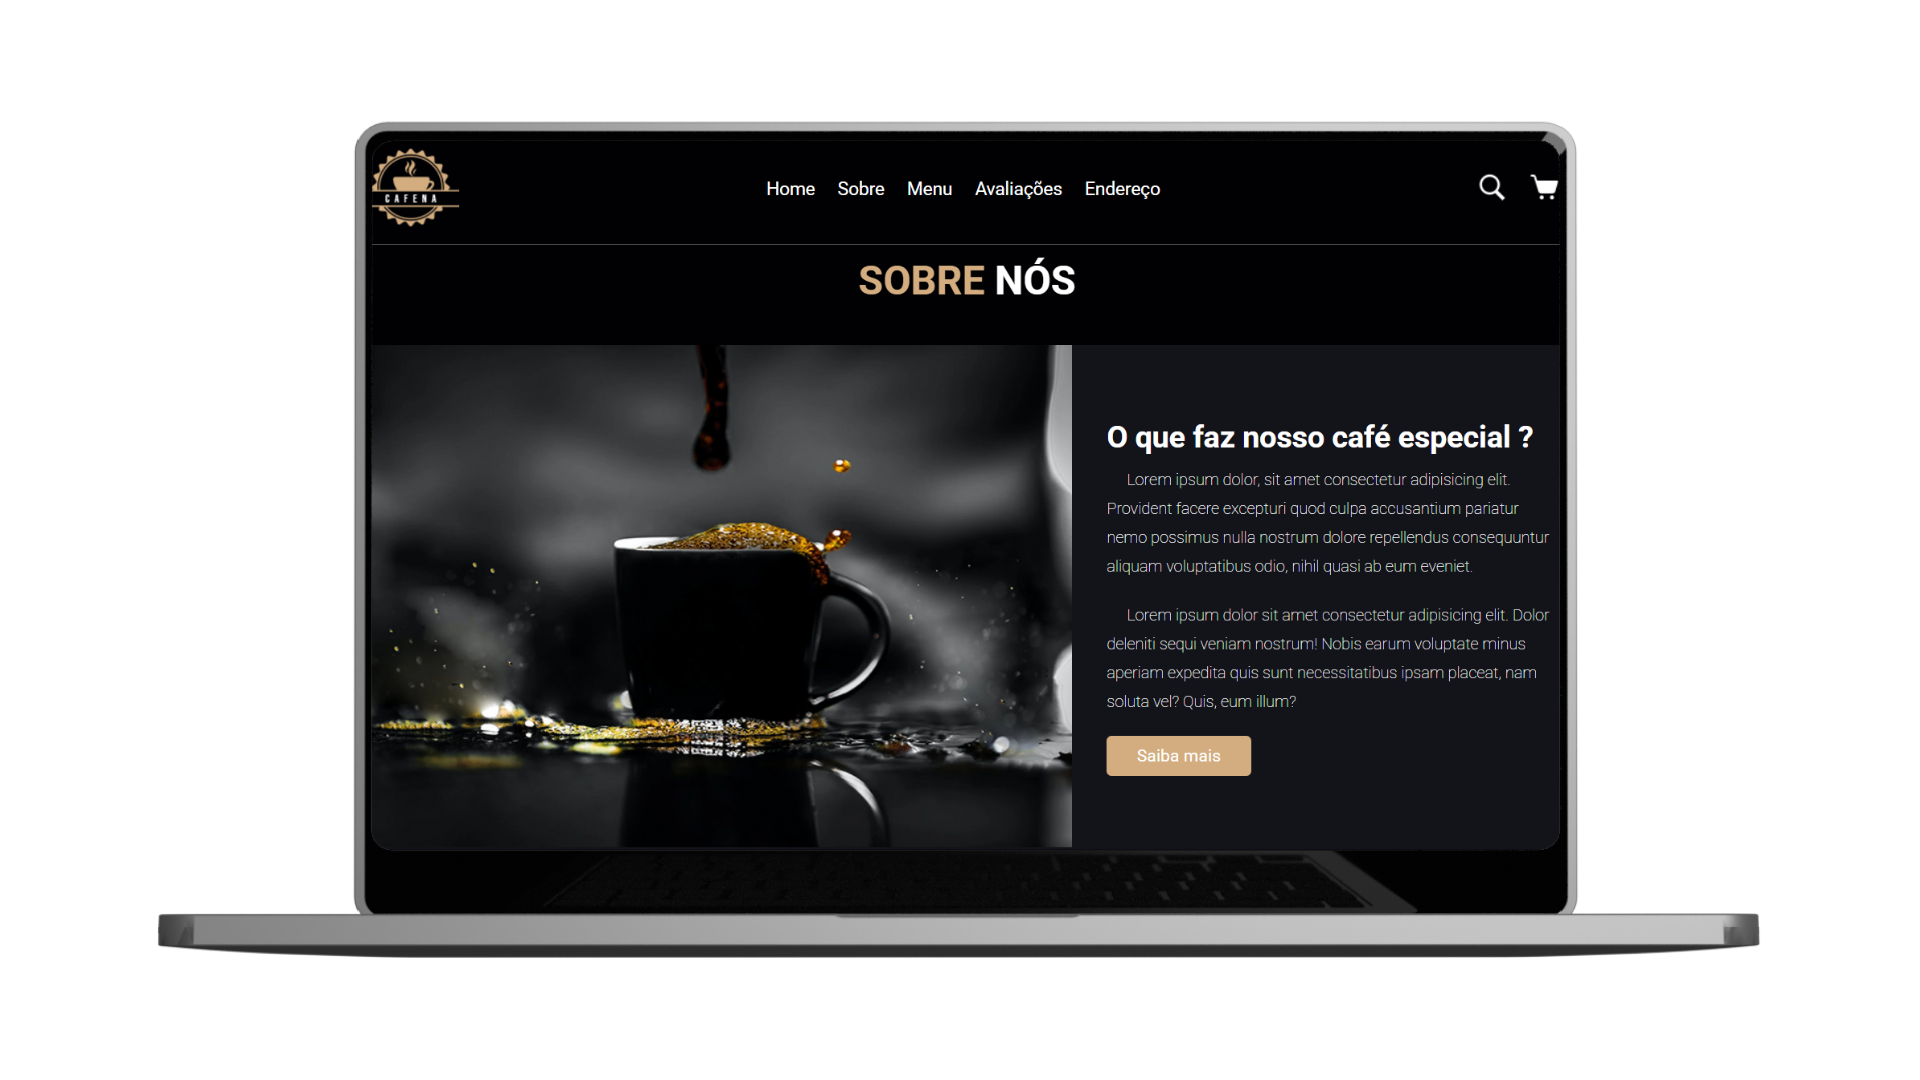 CAFENA
Home Sobre Menu Avaliações Endereço
SOBRE NÓS
O que faz nosso café especial ?
Lorem ipsum dolor, sit amet consectetur adipisicing elit.
Provident facere excepturi quod culpa accusantium pariatur
nemo possimus nulla nostrum dolore repellendus consequuntur
aliquam voluptatibus odio, nihil quasi ab eum eveniet.
Lorem ipsum dolor sit amet consectetur adipisicing elit. Dolor
deleniti sequi veniam nostrum! Nobis earum voluptate minus
aperiam expedita quis sunt necessitatibus ipsam placeat, nam
soluta vel? Quis, eum illum?
Saiba mais